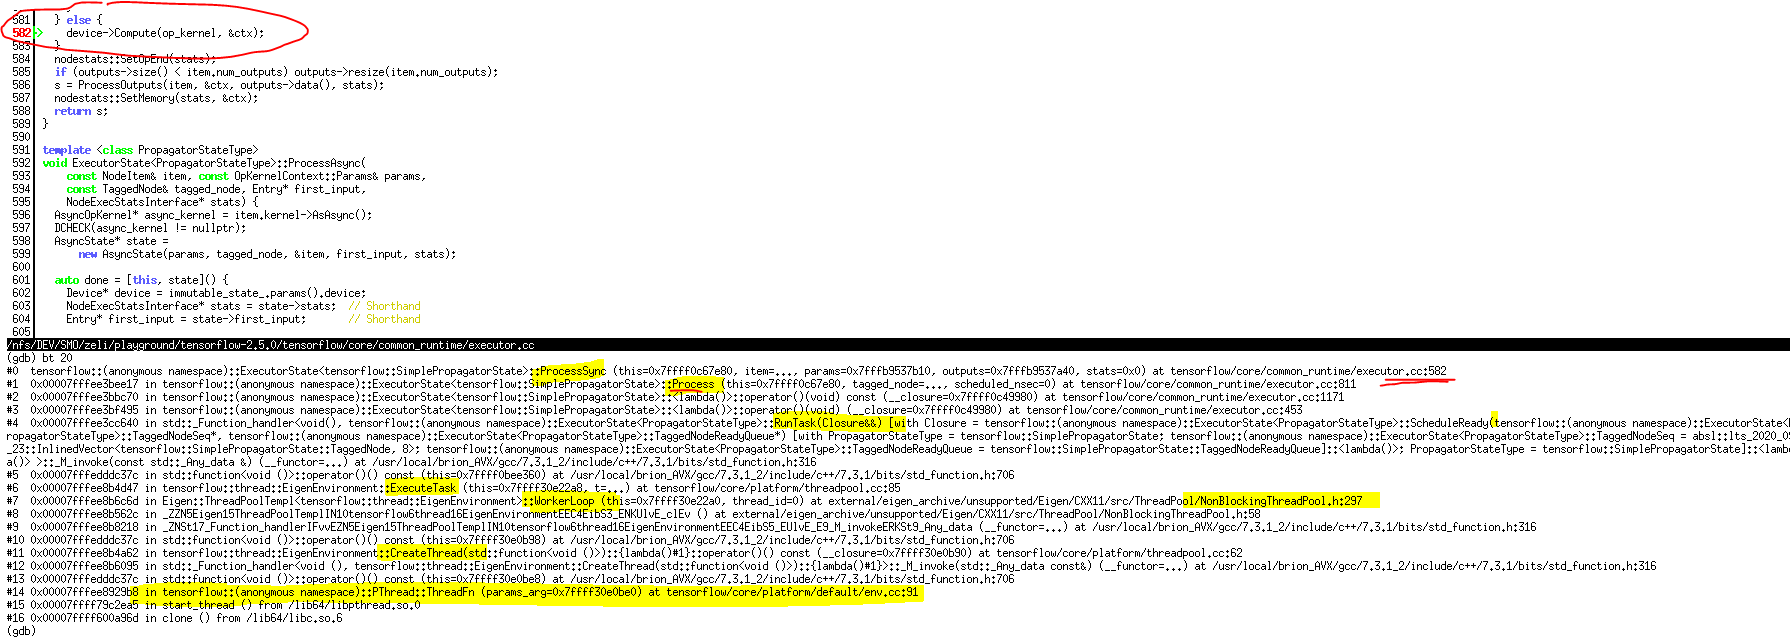 581 } else {
582 device->Compute(op_kernel, &ctx);
583 }
584 nodestats::SetOpEnd(stats);
585 if (outputs->size() < item.num_outputs) outputs->resize(item.num_outputs);
586 s = ProcessOutputs(item, &ctx, outputs->data(), stats);
587 nodestats::SetMemory(stats, &ctx);
588 return s;
589 }
590
591 template <class PropagatorStateType>
592 void ExecutorState<PropagatorStateType>::ProcessAsync(
593 const NodeItem& item, const OpKernelContext::Params& params,
594 const TaggedNode& tagged_node, Entry* first_input,
595 NodeExecStatsInterface* stats) {
596 AsyncOpKernel* async_kernel = item.kernel->AsAsync();
597 DCHECK(async_kernel != nullptr);
598 AsyncState* state =
599 new AsyncState(params, tagged_node, &item, first_input, stats);
600
601 auto done = [this, state]() {
602 Device* device = immutable_state_.params().device;
603 NodeExecStatsInterface* stats = state->stats; // Shorthand
604 Entry* first_input = state->first_input; // Shorthand
605
/nfs/DEV/SMO/zeli/playground/tensorflow-2.5.0/tensorflow/core/common_runtime/executor.cc
(gdb) bt 20
#0 tensorflow::(anonymous namespace)::ExecutorState<tensorflow::SimplePropagatorState>::ProcessSync (this=0x7ffff0c67e80, item=..., params=0x7fffb9537b10, outputs=0x7fffb9537a40, stats=0x0) at tensorflow/core/common_runtime/executor.cc:582
#1 0x00007fffee3bee17 in tensorflow::(anonymous namespace)::ExecutorState<tensorflow::SimplePropagatorState>::Process (this=0x7ffff0c67e80, tagged_node=..., scheduled_nsec=0) at tensorflow/core/common_runtime/executor.cc:811
#2 0x00007fffee3bbc70 in tensorflow::(anonymous namespace)::ExecutorState<tensorflow::SimplePropagatorState>::<lambda()>::operator()(void) const (__closure=0x7ffff0c49980) at tensorflow/core/common_runtime/executor.cc:1171
#3 0x00007fffee3bf495 in tensorflow::(anonymous namespace)::ExecutorState<tensorflow::SimplePropagatorState>::<lambda()>::operator()(void) (__closure=0x7ffff0c49980) at tensorflow/core/common_runtime/executor.cc:453
#4 0x00007fffee3cc640 in std::_Function_handler<void(), tensorflow::(anonymous namespace)::ExecutorState<PropagatorStateType>::RunTask(Closure&&) [with Closure = tensorflow::(anonymous namespace)::ExecutorState<PropagatorStateType>::ScheduleReady(tensorflow::(anonymous namespace)::ExecutorState<
ropagatorStateType>::TaggedNodeSeq*, tensorflow::(anonymous namespace)::ExecutorState<PropagatorStateType>::TaggedNodeReadyQueue*) [with PropagatorStateType = tensorflow::SimplePropagatorState; tensorflow::(anonymous namespace)::ExecutorState<PropagatorStateType>::TaggedNodeSeq = absl::lts_2020_09
_23::InlinedVector<tensorflow::SimplePropagatorState::TaggedNode, 8>; tensorflow::(anonymous namespace)::ExecutorState<PropagatorStateType>::TaggedNodeReadyQueue = tensorflow::SimplePropagatorState::TaggedNodeReadyQueue]::<lambda()>; PropagatorStateType = tensorflow::SimplePropagatorState]::<lamb
a()> >::_M_invoke(const std::_Any_data &) (__functor=...) at /usr/local/brion_AVX/gcc/7.3.1_2/include/c++/7.3.1/bits/std_function.h:316
#5 0x00007fffedddc37c in std::function<void ()>::operator()() const (this=0x7ffff0bee360) at /usr/local/brion_AVX/gcc/7.3.1_2/include/c++/7.3.1/bits/std_function.h:706
#6 0x00007fffee8b4d47 in tensorflow::thread::EigenEnvironment::ExecuteTask (this=0x7ffff30e22a8, t=...) at tensorflow/core/platform/threadpool.cc:85
#7 0x00007fffee8b6c6d in Eigen::ThreadPoolTempl<tensorflow::thread::EigenEnvironment>::WorkerLoop (this=0x7ffff30e22a0, thread_id=0) at external/eigen_archive/unsupported/Eigen/CXX11/src/ThreadPool/NonBlockingThreadPool.h:297
#8 0x00007fffee8b562c in _ZZN5Eigen15ThreadPoolTemplIN10tensorflow6thread16EigenEnvironmentEEC4EibS3_ENKUlvE_clEv () at external/eigen_archive/unsupported/Eigen/CXX11/src/ThreadPool/NonBlockingThreadPool.h:58
#9 0x00007fffee8b8218 in _ZNSt17_Function_handlerIFvvEZN5Eigen15ThreadPoolTemplIN10tensorflow6thread16EigenEnvironmentEEC4EibS5_EUlvE_E9_M_invokeERKSt9_Any_data (__functor=...) at /usr/local/brion_AVX/gcc/7.3.1_2/include/c++/7.3.1/bits/std_function.h:316
#10 0x00007fffedddc37c in std::function<void ()>::operator()() const (this=0x7ffff30e0b98) at /usr/local/brion_AVX/gcc/7.3.1_2/include/c++/7.3.1/bits/std_function.h:706
#11 0x00007fffee8b4a62 in tensorflow::thread::EigenEnvironment::CreateThread(std::function<void ()>)::{lambda()#1}::operator()() const (__closure=0x7ffff30e0b90) at tensorflow/core/platform/threadpool.cc:62
#12 0x00007fffee8b6095 in std::_Function_handler<void (), tensorflow::thread::EigenEnvironment::CreateThread(std::function<void ()>)::{lambda()#1}>::_M_invoke(std::_Any_data const&) (__functor=...) at /usr/local/brion_AVX/gcc/7.3.1_2/include/c++/7.3.1/bits/std_function.h:316
#13 0x00007fffedddc37c in std::function<void ()>::operator()() const (this=0x7ffff30e0be8) at /usr/local/brion_AVX/gcc/7.3.1_2/include/c++/7.3.1/bits/std_function.h:706
#14 0x00007fffee8929b8 in tensorflow::(anonymous namespace)::PThread::ThreadFn (params_arg=0x7ffff30e0be0) at tensorflow/core/platform/default/env.cc:91
#15 0x00007ffff79c2ea5 in start_thread () from /lib64/libpthread.so.0
#16 0x00007ffff600a96d in clone () from /lib64/libc.so.6
(gdb)